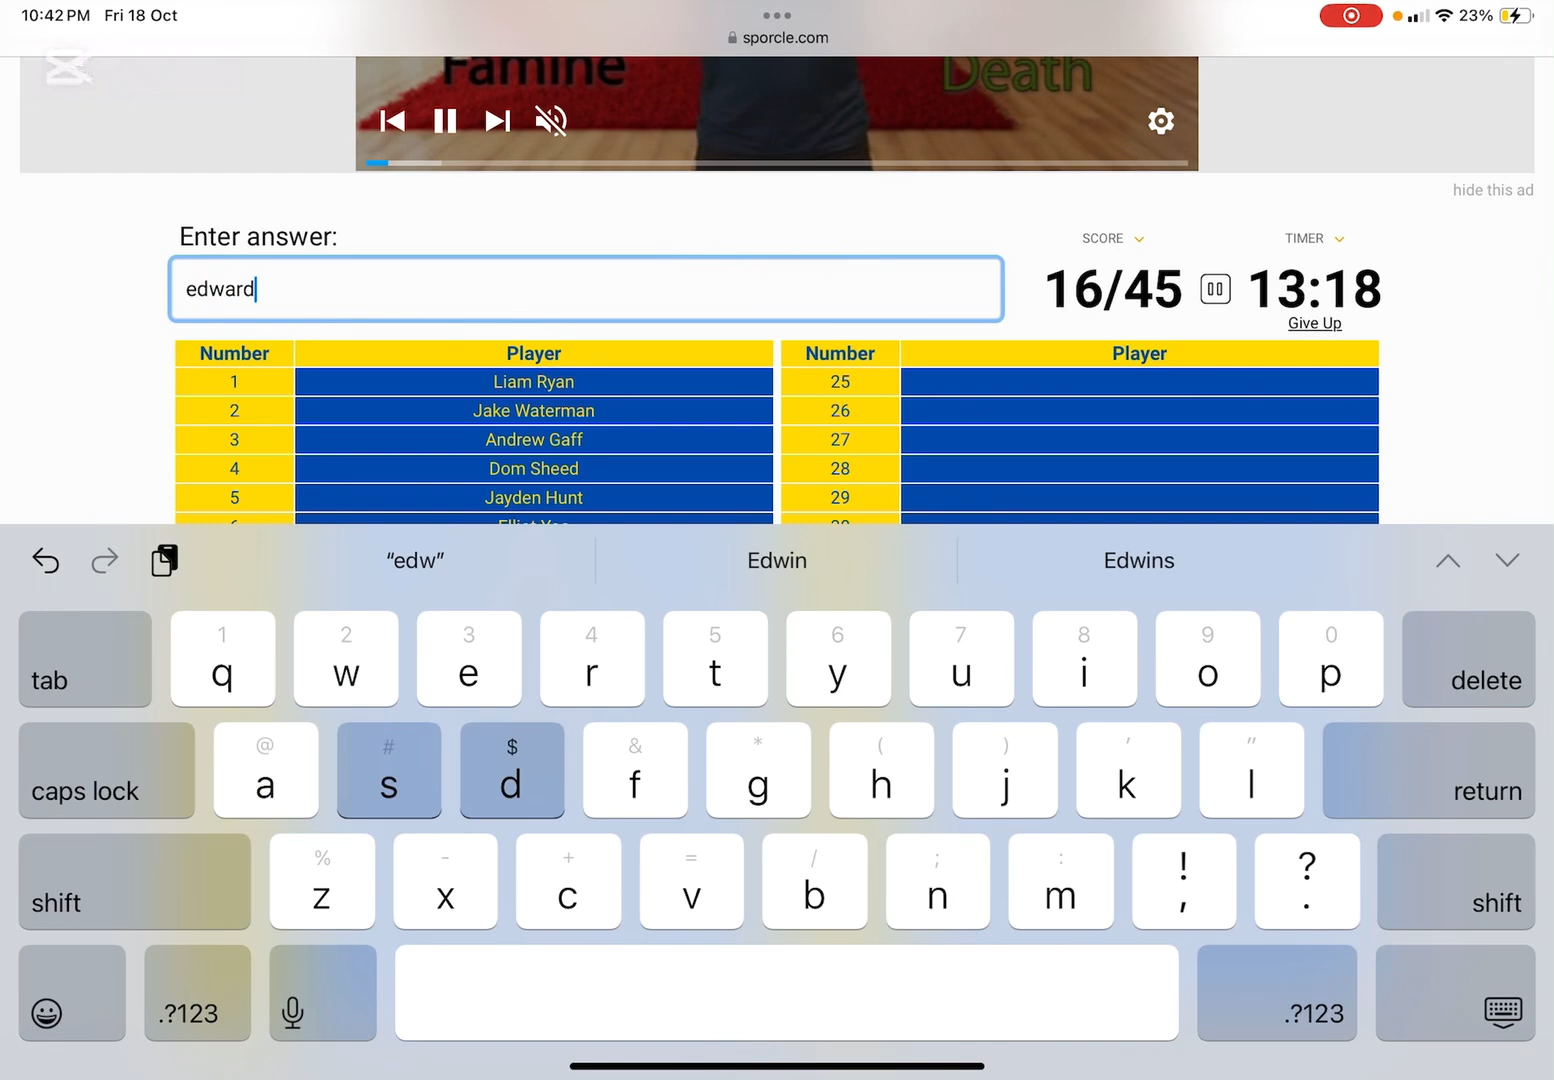 10:42 PM Fri 18 Oct
sporcle.com
23%
Famine
Death
hide this ad
Enter answer:
SCORE
TIMER
edward
16/45
13:18
Give Up
Number Player Number Player
1 Liam Ryan 25
2 Jake Waterman 26
3 Andrew Gaff 27
4 Dom Sheed 28
5 Jayden Hunt 29
“edw” Edwin Edwins
1 2 3 4 5 6 7 8 9 0
tab q w e r t y u i o p delete
@ # $ & * ( ) ' "
caps lock a s d f g h j k l return
% - + = / ; : ! ?
shift z x c v b n m , . shift
.?123 .?123